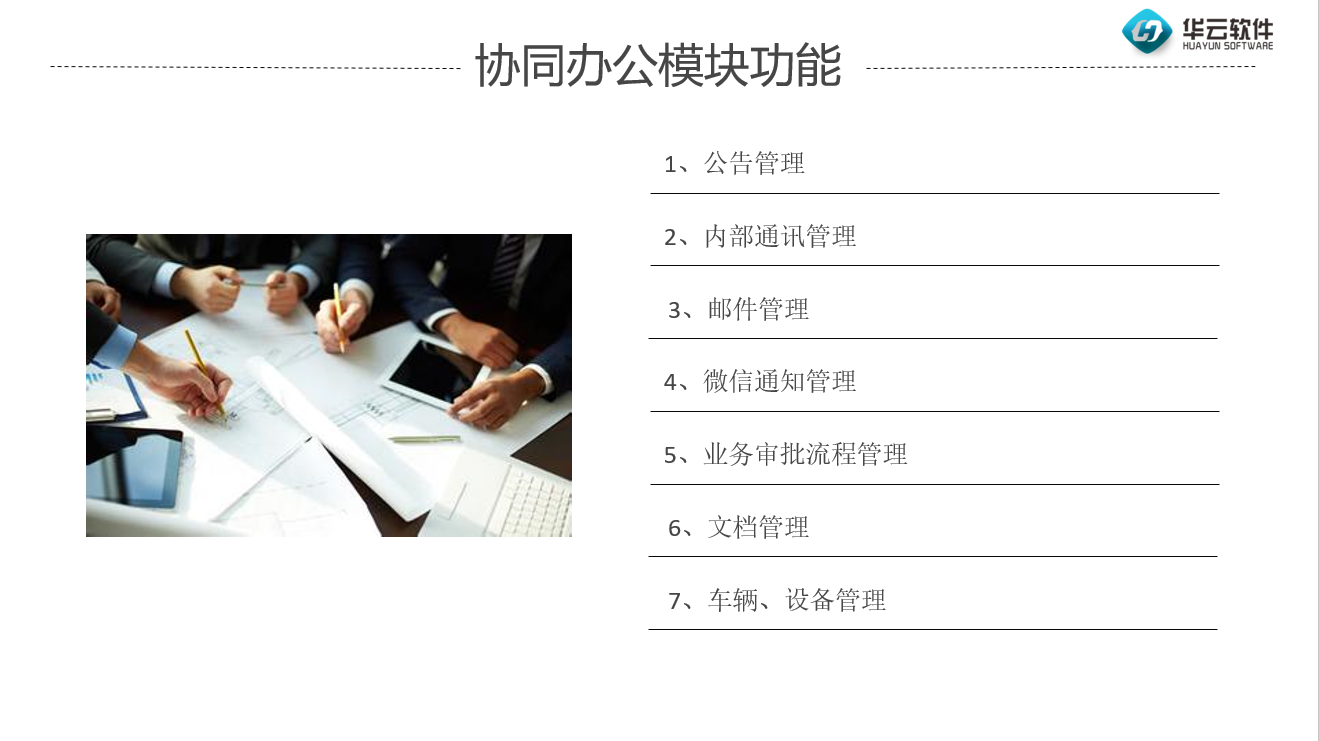 华云软件
HUAYUN SOFTWARE
协同办公模块功能
1、公告管理
2、内部通讯管理
3、邮件管理
4、微信通知管理
5、业务审批流程管理
6、文档管理
7、车辆、设备管理